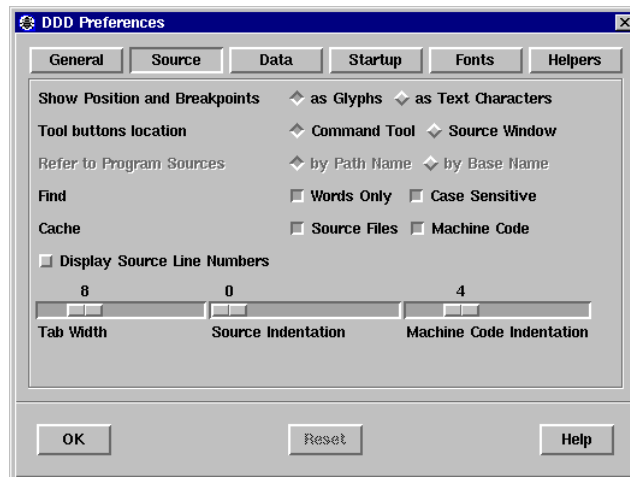 DDD Preferences
General Source Data Startup Fonts Helpers
Show Position and Breakpoints as Glyphs as Text Characters
Tool buttons location Command Tool Source Window
Refer to Program Sources by Path Name by Base Name
Find Words Only Case Sensitive
Cache Source Files Machine Code
Display Source Line Numbers
8 0 4
Tab Width Source Indentation Machine Code Indentation
OK Reset Help